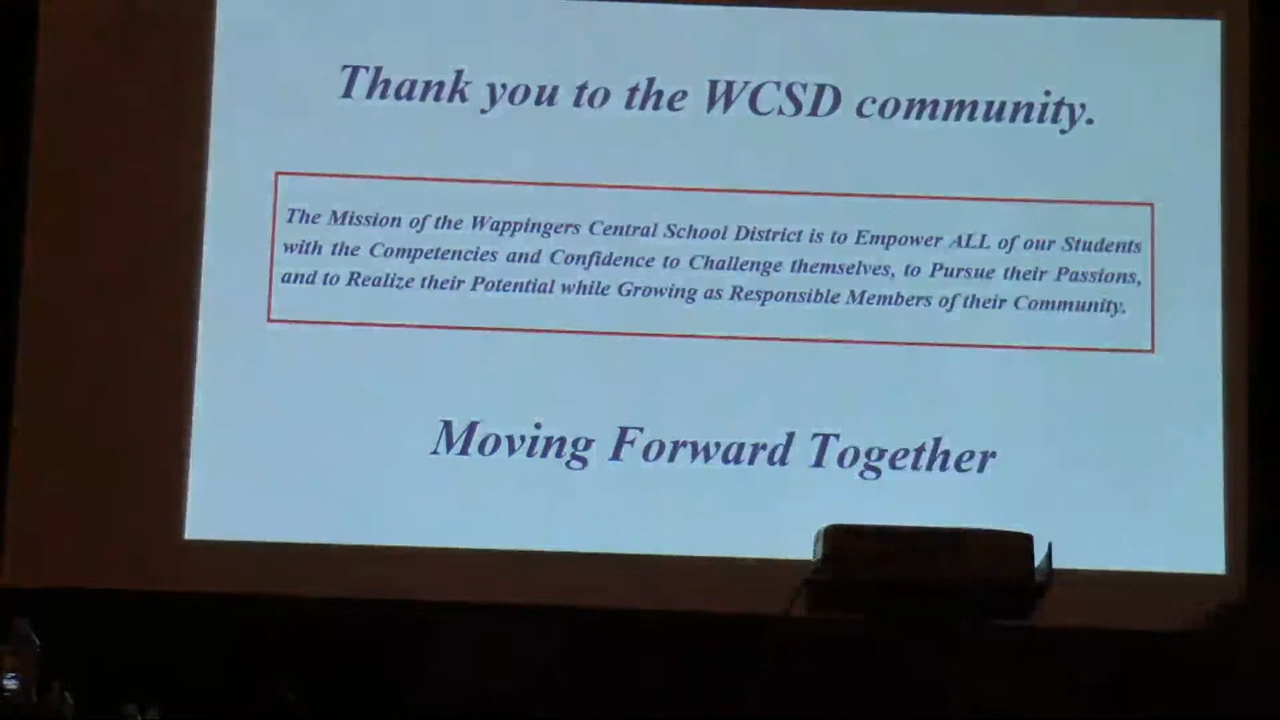 Thank you to the WCSD community.
The Mission of the Wappingers Central School District is to Empower ALL of our Students
with the Competencies and Confidence to Challenge themselves, to Pursue their Passions,
and to Realize their Potential while Growing as Responsible Members of their Community.
Moving Forward Together